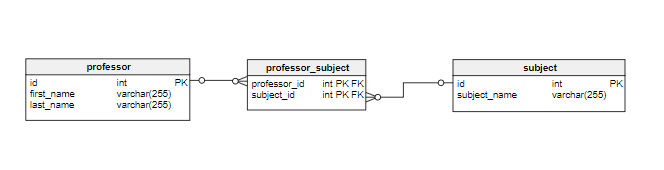 professor
id int PK
first_name varchar(255)
last_name varchar(255)
professor_subject
professor_id int PK FK
subject_id int PK FK
subject
id int PK
subject_name varchar(255)